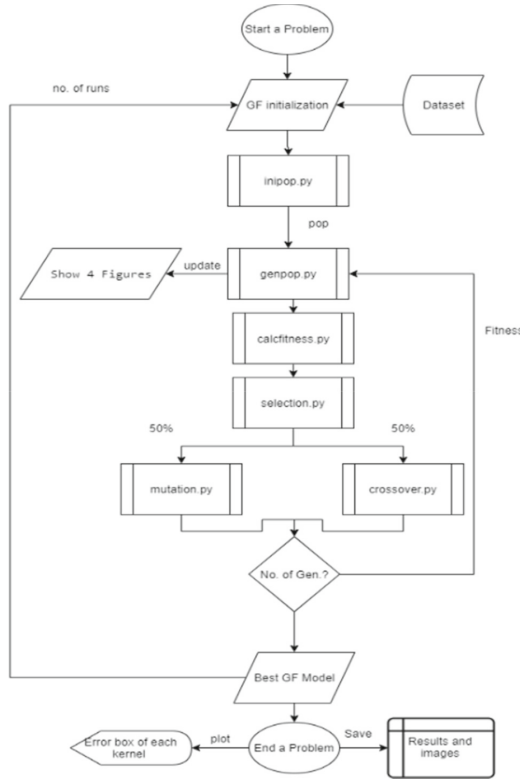 Start a Problem
no. of runs
GF initialization
Dataset
inipop.py
pop
update
Show 4 Figures
genpop.py
calcfitness.py
Fitness
selection.py
50%
50%
mutation.py
crossover.py
No. of Gen.?
Best GF Model
Error box of each
kernel
plot
End a Problem
Save
Results and
images